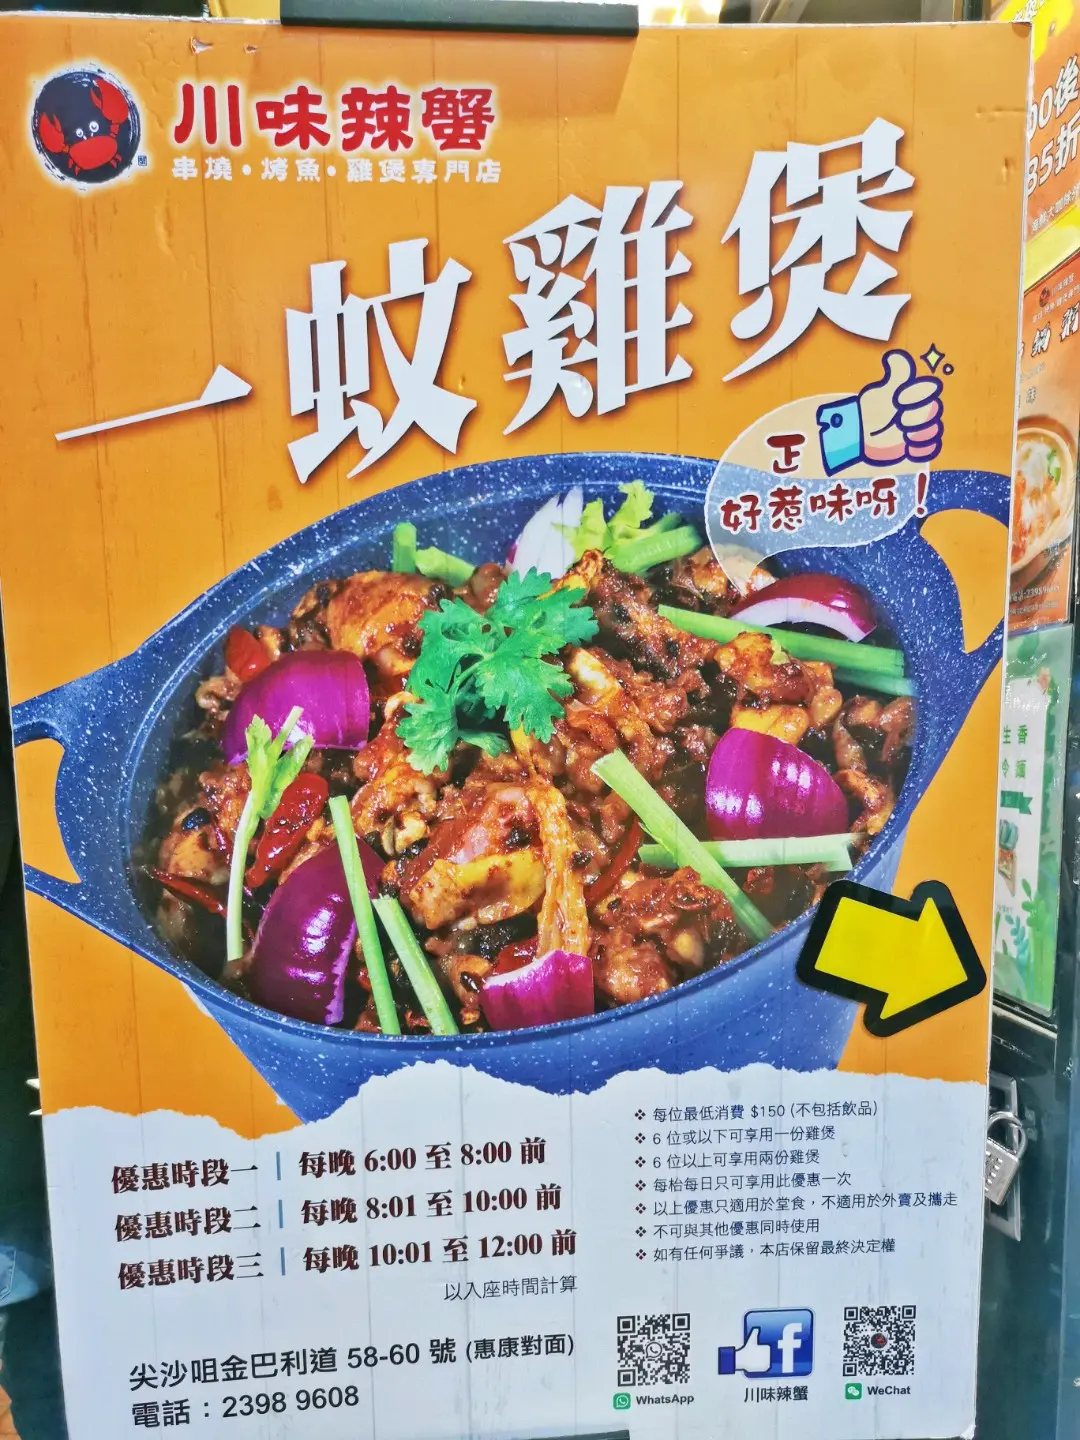 川味辣蟹
串燒·烤魚·雞煲專門店
一蚊雞煲
正
好惹味呀！
優惠時段一 | 每晚 6:00 至 8:00 前
優惠時段二 | 每晚 8:01 至 10:00 前
優惠時段三 | 每晚 10:01 至 12:00 前
以入座時間計算
❖ 每位最低消費 $150 (不包括飲品)
❖ 6 位或以下可享用一份雞煲
❖ 6 位以上可享用兩份雞煲
❖ 每枱每日只可享用此優惠一次
❖ 以上優惠只適用於堂食，不適用於外賣及攜走
❖ 不可與其他優惠同時使用
❖ 如有任何爭議，本店保留最終決定權
尖沙咀金巴利道 58-60 號 (惠康對面)
電話：2398 9608
WhatsApp
f
川味辣蟹
WeChat
00後
85折
生香